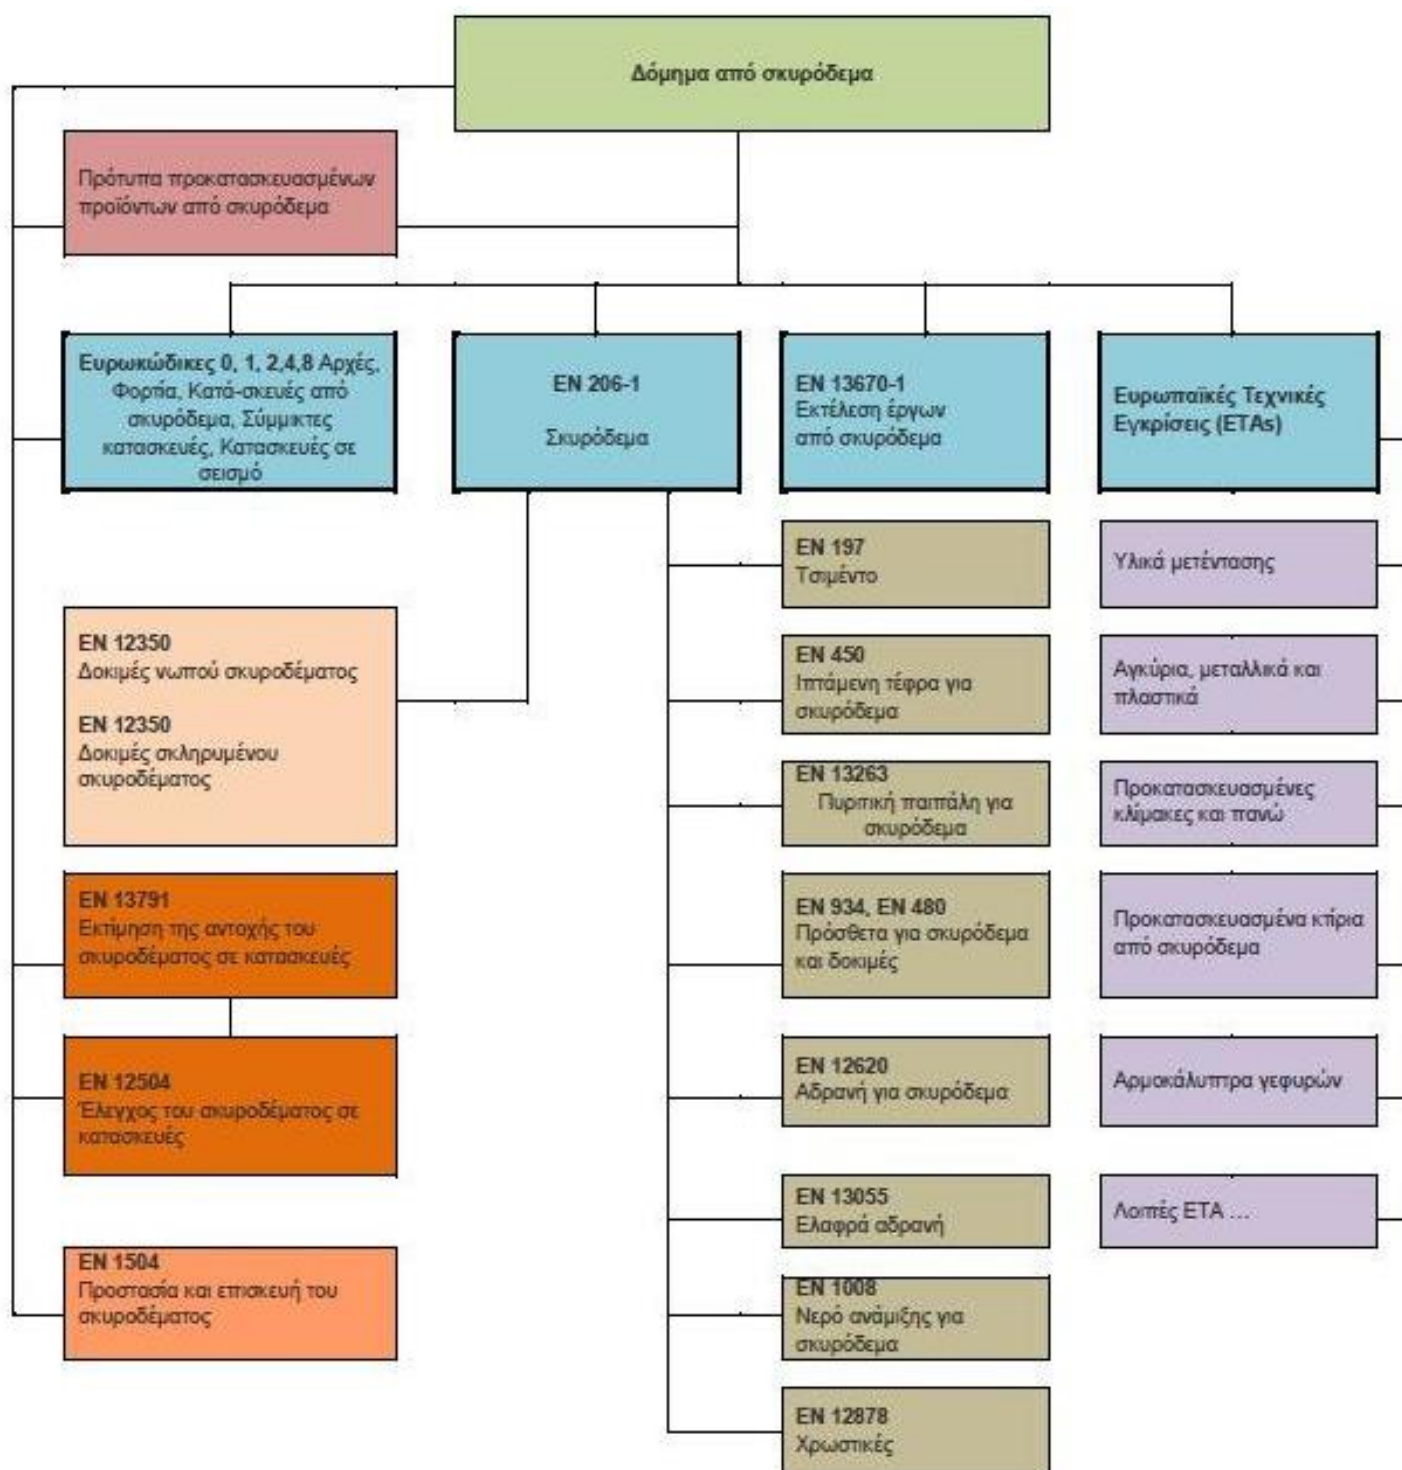 Δόμημα από σκυρόδεμα
Πρότυπα προκατασκευασμένων
προϊόντων από σκυρόδεμα
Ευρωκώδικες 0, 1, 2,4,8 Αρχές,
Φορτία, Κατά-σκευές από
σκυρόδεμα, Σύμμικτες
κατασκευές, Κατασκευές σε
σεισμό
EN 206-1
Σκυρόδεμα
EN 13670-1
Εκτέλεση έργων
από σκυρόδεμα
Ευρωπαϊκές Τεχνικές
Εγκρίσεις (ETAs)
EN 12350
Δοκιμές νωπού σκυροδέματος
EN 12350
Δοκιμές σκληρυμένου
σκυροδέματος
EN 13791
Εκτίμηση της αντοχής του
σκυροδέματος σε κατασκευές
EN 12504
Έλεγχος του σκυροδέματος σε
κατασκευές
EN 1504
Προστασία και επισκευή του
σκυροδέματος
EN 197
Τσιμέντο
EN 450
Ιπτάμενη τέφρα για
σκυρόδεμα
EN 13263
Πυριτική παιπάλη για
σκυρόδεμα
EN 934, EN 480
Πρόσθετα για σκυρόδεμα
και δοκιμές
EN 12620
Αδρανή για σκυρόδεμα
EN 13055
Ελαφρά αδρανή
EN 1008
Νερό ανάμιξης για
σκυρόδεμα
EN 12878
Χρωστικές
Υλικά μετέντασης
Αγκύρια, μεταλλικά και
πλαστικά
Προκατασκευασμένες
κλίμακες και πανώ
Προκατασκευασμένα κτίρια
από σκυρόδεμα
Αρμοκάλυπτρα γεφυρών
Λοιπές ETA ...